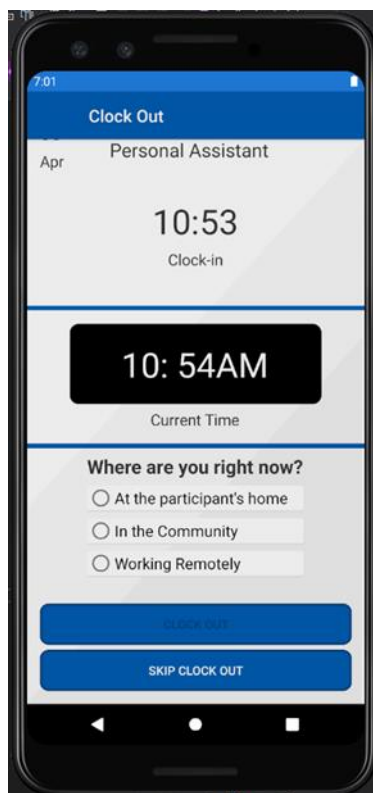 7:01
Clock Out
Personal Assistant
Apr
10:53
Clock-in
10: 54AM
Current Time
Where are you right now?
At the participant's home
In the Community
Working Remotely
CLOCK OUT
SKIP CLOCK OUT